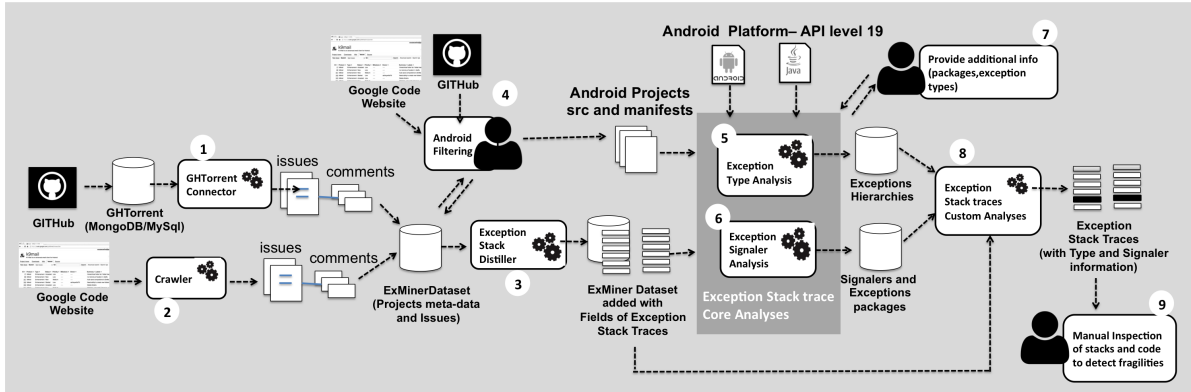 Android Platform– API level 19
7
Provide additional info
(packages,exception
types)
k9mail
GITHub
Google Code
Website
4
Android
Filtering
Android Projects
src and manifests
ANDROID
Java
5
Exception
Type Analysis
Exceptions
Hierarchies
8
Exception
Stack traces
Custom Analyses
Exception
Stack Traces
(with Type and Signaler
information)
1
GHTorrent
Connector
GITHub
GHTorrent
(MongoDB/MySql)
issues
comments
k9mail
Google Code
Website
Crawler
2
issues
comments
ExMinerDataset
(Projects meta-data
and Issues)
Exception
Stack
Distiller
3
ExMiner Dataset
added with
Fields of Exception
Stack Traces
6
Exception
Signaler
Analysis
Exception Stack trace
Core Analyses
Signalers and
Exceptions
packages
9
Manual Inspection
of stacks and code
to detect fragilities